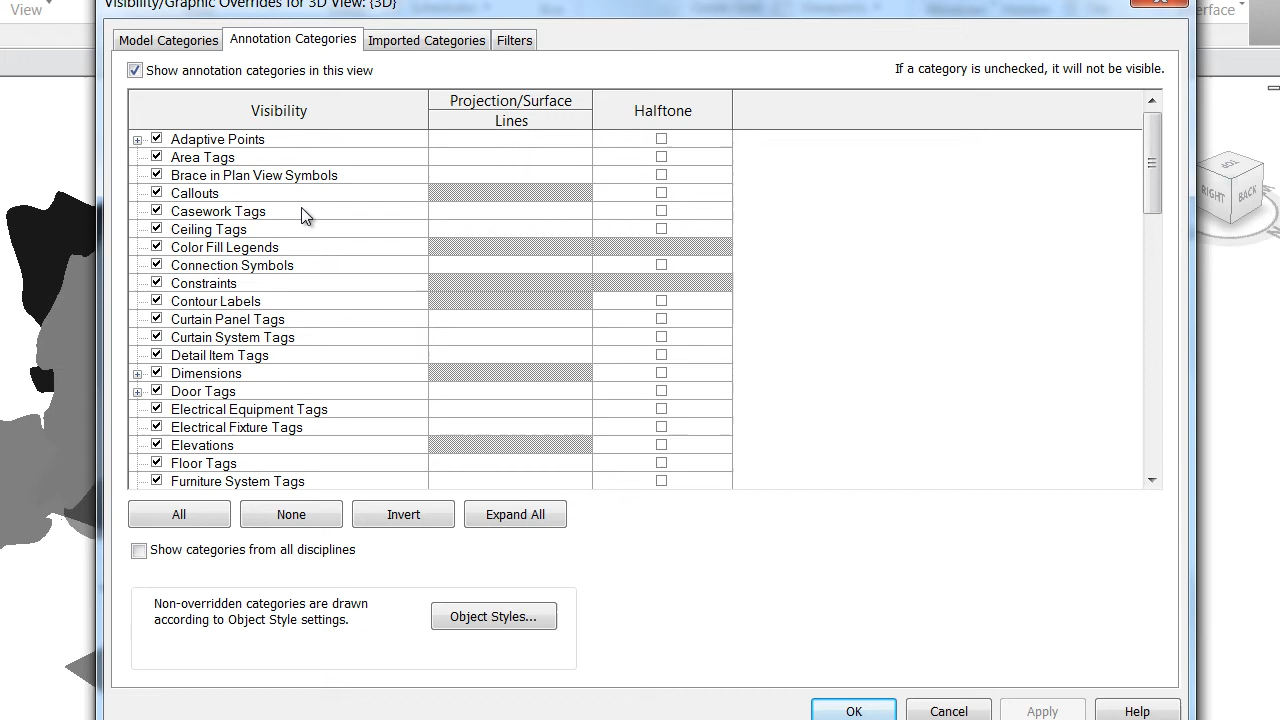 Visibility/Graphic Overrides for 3D View: {3D}
View
erface
Model Categories
Annotation Categories
Imported Categories
Filters
Show annotation categories in this view
If a category is unchecked, it will not be visible.
Visibility
Projection/Surface
Lines
Halftone
Adaptive Points
Area Tags
Brace in Plan View Symbols
Callouts
Casework Tags
Ceiling Tags
Color Fill Legends
Connection Symbols
Constraints
Contour Labels
Curtain Panel Tags
Curtain System Tags
Detail Item Tags
Dimensions
Door Tags
Electrical Equipment Tags
Electrical Fixture Tags
Elevations
Floor Tags
Furniture System Tags
TOP
RIGHT
BACK
All
None
Invert
Expand All
Show categories from all disciplines
Non-overridden categories are drawn
according to Object Style settings.
Object Styles...
OK
Cancel
Apply
Help